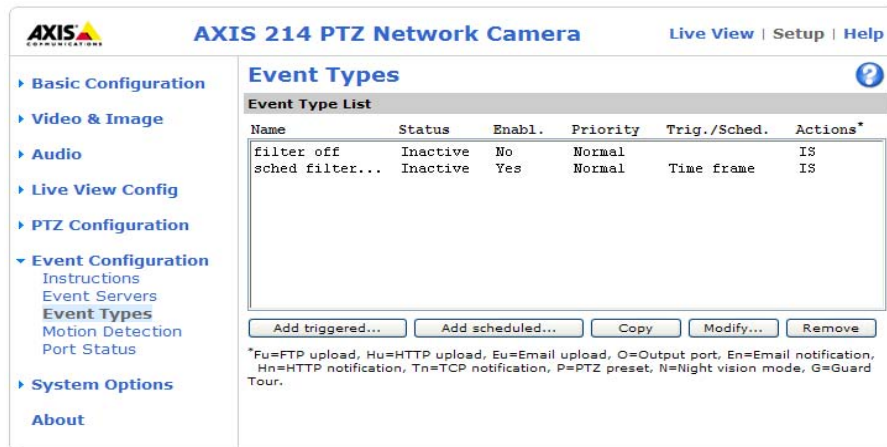 AXIS
COMMUNICATIONS
AXIS 214 PTZ Network Camera
Live View | Setup | Help
Basic Configuration
Video & Image
Audio
Live View Config
PTZ Configuration
Event Configuration
Instructions
Event Servers
Event Types
Motion Detection
Port Status
System Options
About
Event Types
?
Event Type List
Name Status Enabl. Priority Trig./Sched. Actions*
filter off Inactive No Normal IS
sched filter... Inactive Yes Normal Time frame IS
Add triggered... Add scheduled... Copy Modify... Remove
*Fu=FTP upload, Hu=HTTP upload, Eu=Email upload, O=Output port, En=Email notification,
Hn=HTTP notification, Tn=TCP notification, P=PTZ preset, N=Night vision mode, G=Guard
Tour.